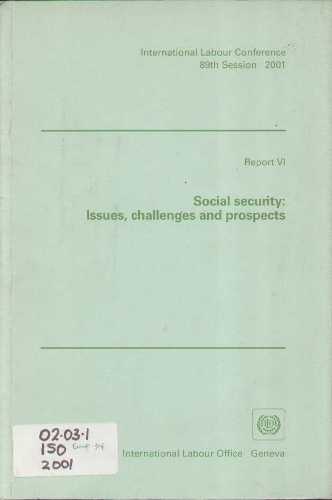 International Labour Conference
89th Session 2001
Report VI
Social security:
Issues, challenges and prospects
02.03.1
ISO
2001
International Labour Office Geneva